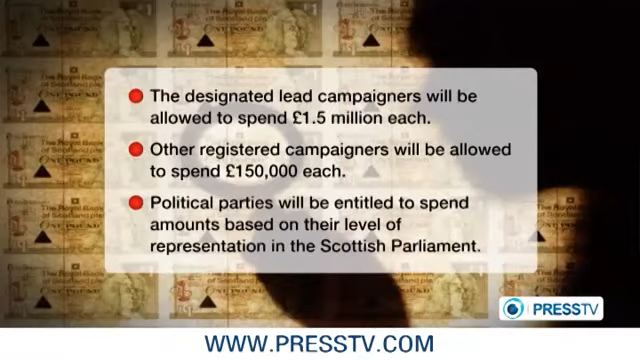 The designated lead campaigners will be
allowed to spend £1.5 million each.
Other registered campaigners will be allowed
to spend £150,000 each.
Political parties will be entitled to spend
amounts based on their level of
representation in the Scottish Parliament.
PRESSTV
WWW.PRESSTV.COM